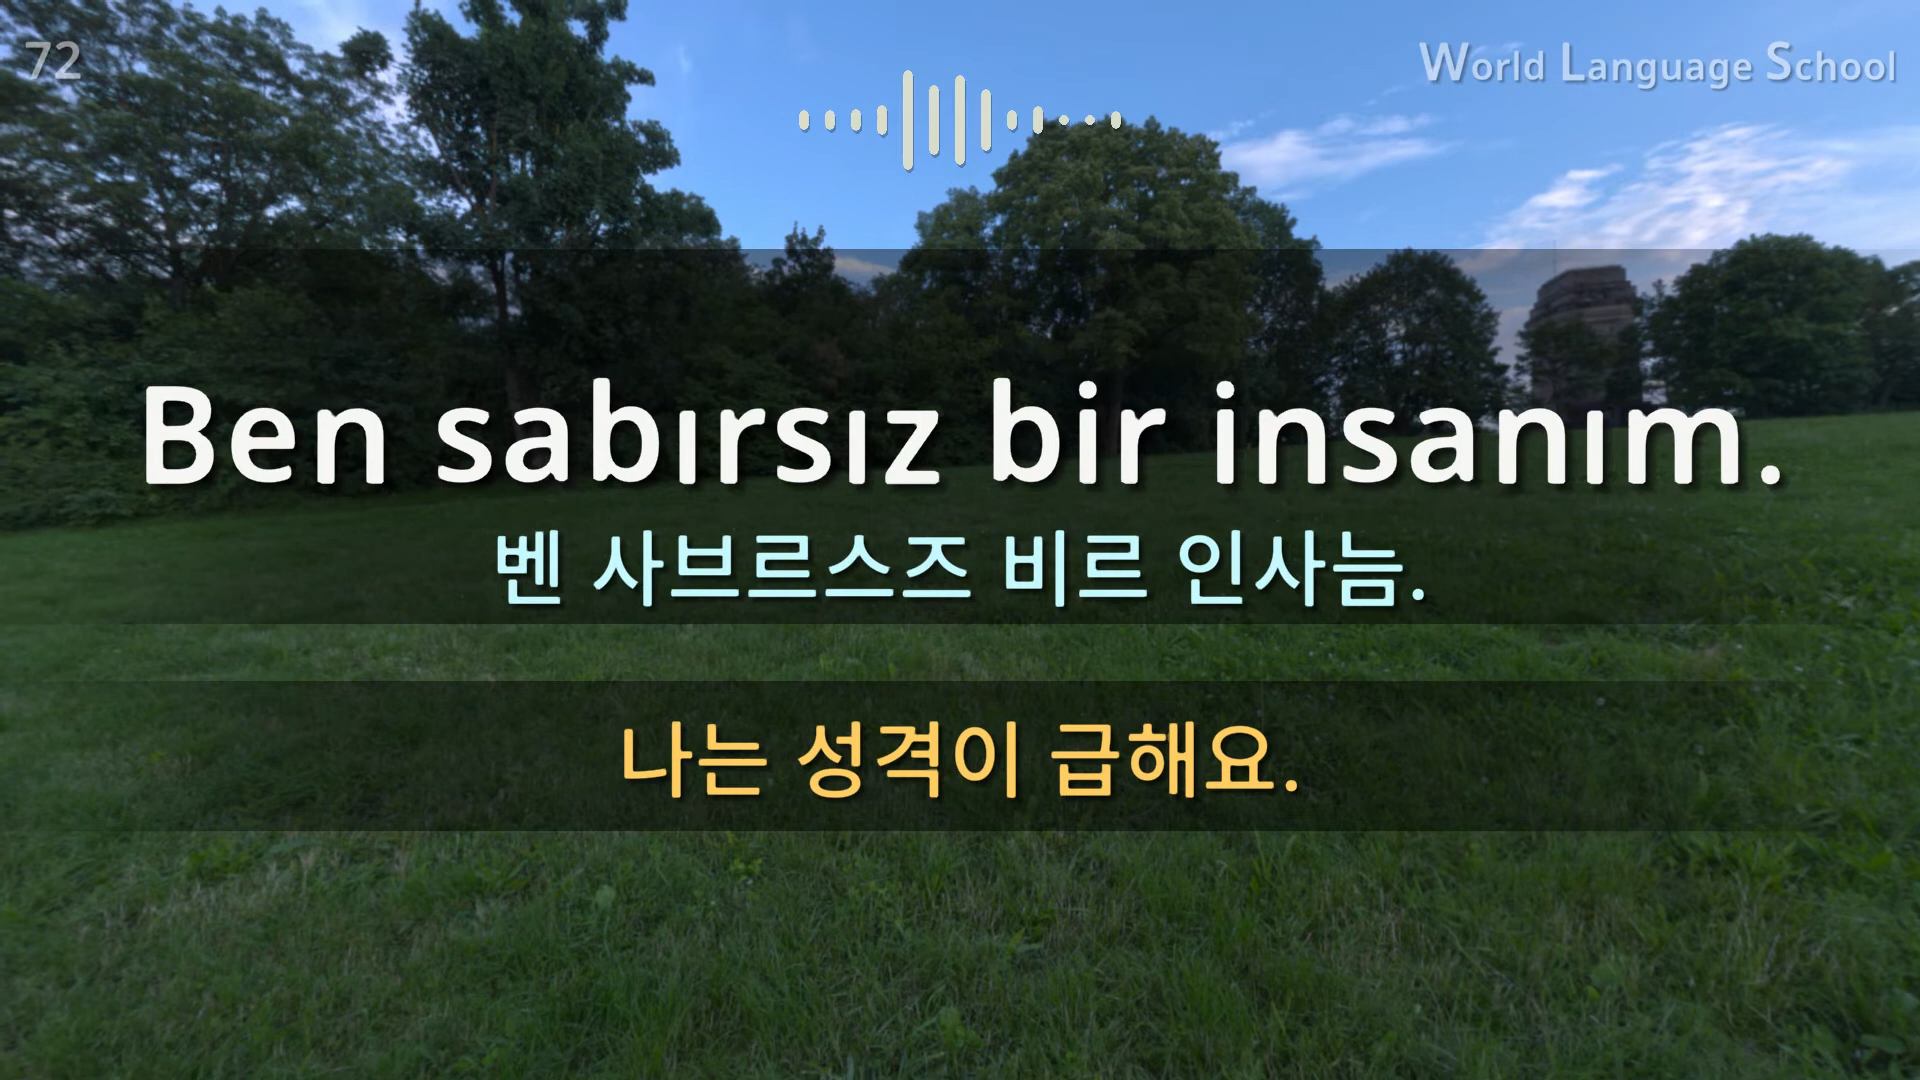 72
World Language School
Ben sabırsız bir insanım.
벤 사브르스즈 비르 인사늠.
나는 성격이 급해요.